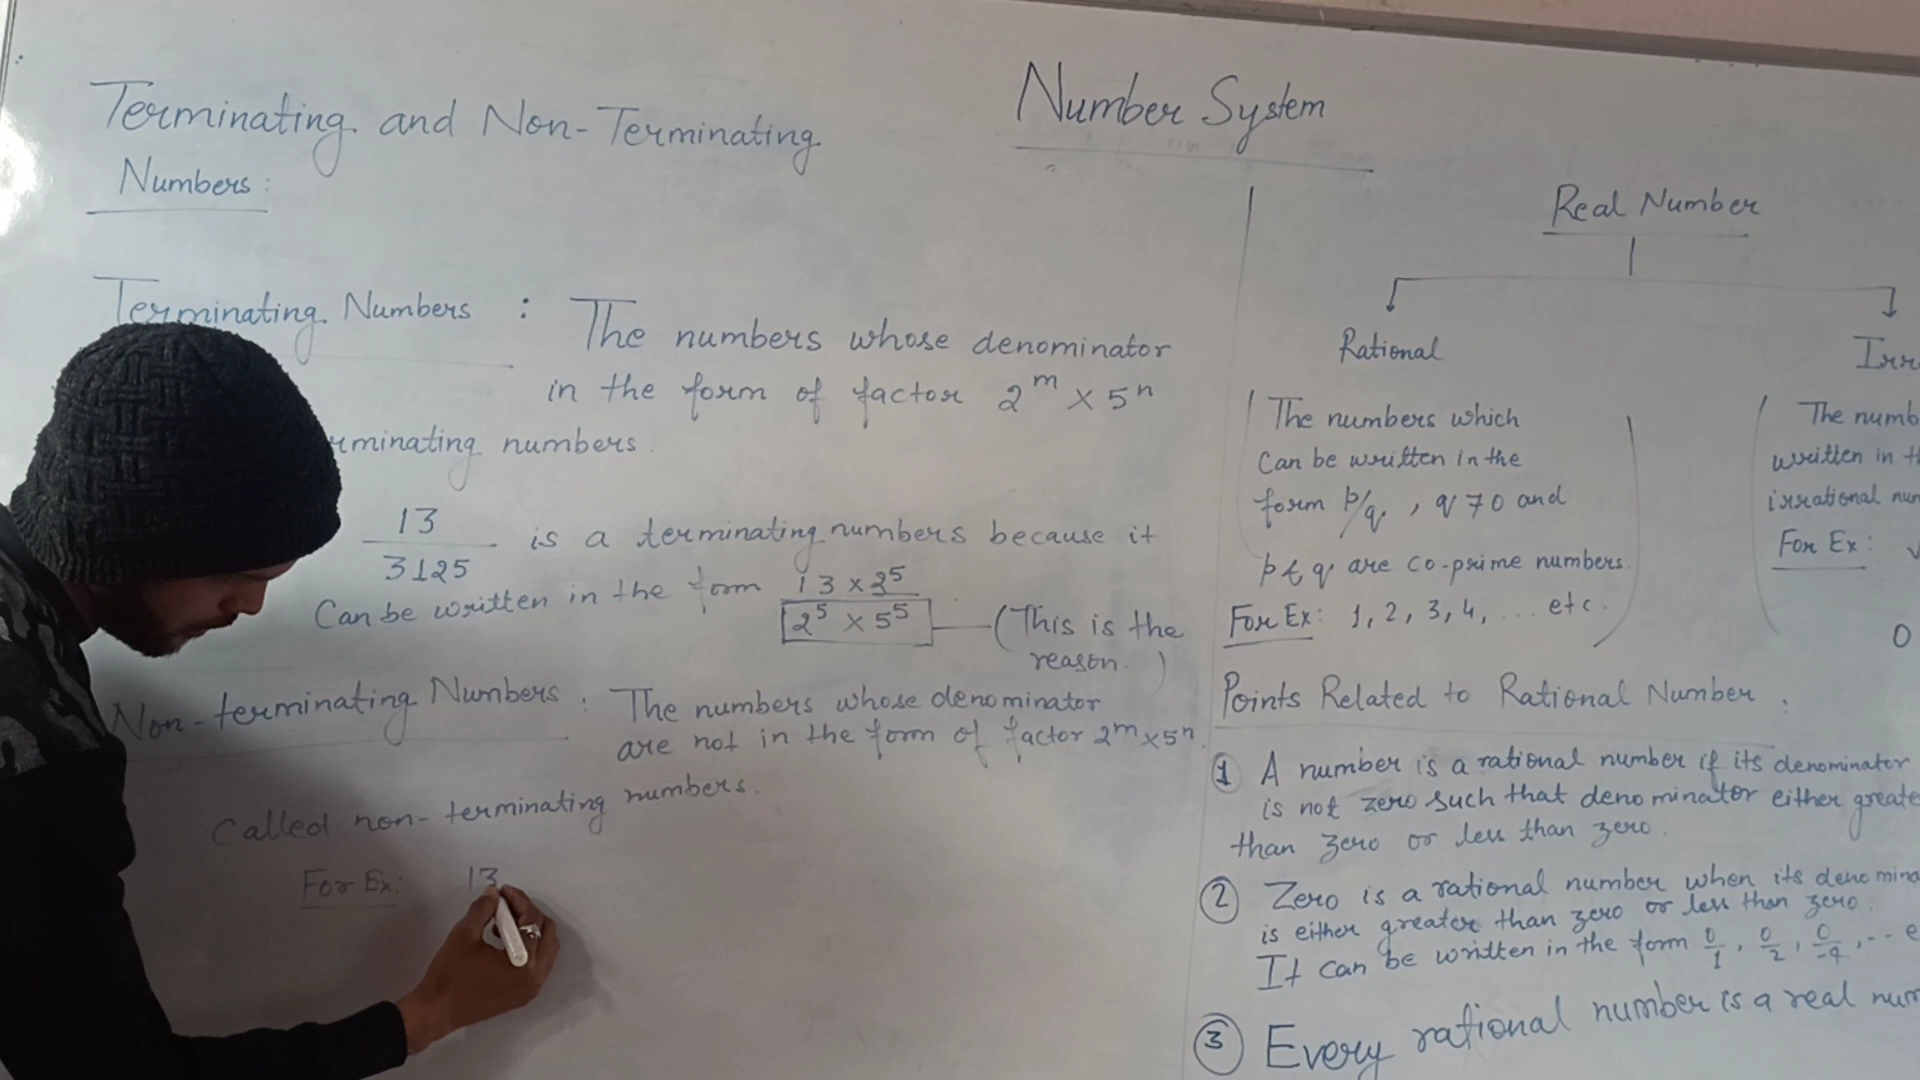 Terminating and Non-Terminating
Numbers:
Terminating Numbers : The numbers whose denominator
in the form of factor 2^m × 5^n
rminating numbers.
13/3125 is a terminating numbers because it
Can be written in the form 13 × 2^5 / 2^5 × 5^5 (This is the
reason.)
Non-terminating Numbers : The numbers whose denominator
are not in the form of factor 2^m × 5^n
Called non-terminating numbers.
For Ex: 13
Number System
Real Number
Rational
The numbers which
Can be written in the
form p/q, q ≠ 0 and
p & q are co-prime numbers.
For Ex: 1, 2, 3, 4, ... etc.
Irr
The numb
written in th
irrational num
For Ex: √
0
Points Related to Rational Number :
① A number is a rational number if its denominator
is not zero such that denominator either greate
than zero or less than zero.
② Zero is a rational number when its denomina
is either greater than zero or less than zero.
It can be written in the form 0/1, 0/2, 0/-9, ... e
③ Every rational number is a real num